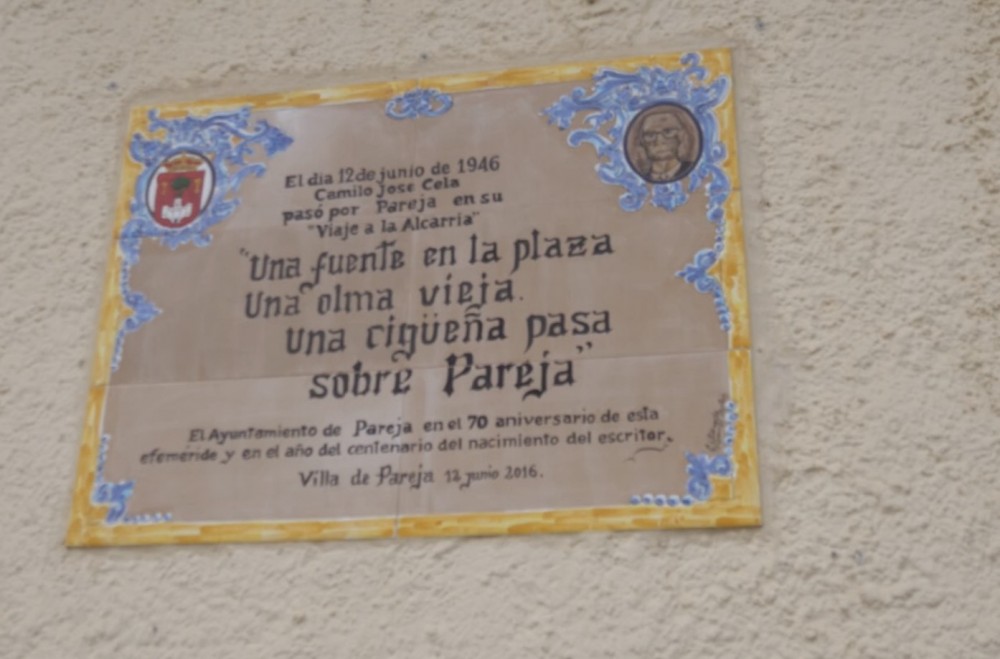 El dia 12 de junio de 1946
Camilo Jose Cela
pasó por Pareja en su
"Viaje a la Alcarria"
"Una fuente en la plaza
Una olma vieja.
Una cigüeña pasa
sobre Pareja"
El Ayuntamiento de Pareja en el 70 aniversario de esta
efemeride y en el año del centenario del nacimiento del escritor.
Villa de Pareja 12 junio 2016.